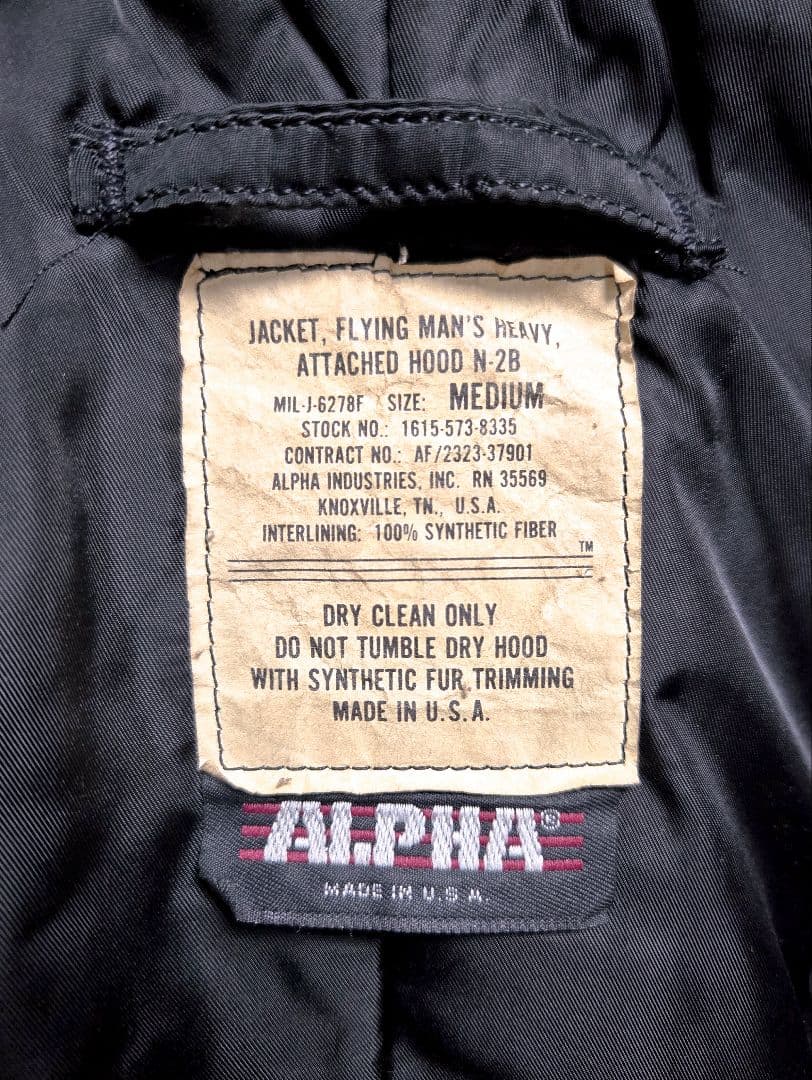 JACKET, FLYING MAN'S HEAVY,
ATTACHED HOOD N-2B
MIL-J-6278F SIZE: MEDIUM
STOCK NO.: 1615-573-8335
CONTRACT NO.: AF/2323-37901
ALPHA INDUSTRIES, INC. RN 35569
KNOXVILLE, TN., U.S.A.
INTERLINING: 100% SYNTHETIC FIBER
TM
DRY CLEAN ONLY
DO NOT TUMBLE DRY HOOD
WITH SYNTHETIC FUR TRIMMING
MADE IN U.S.A.
ALPHA®
MADE IN U.S.A.